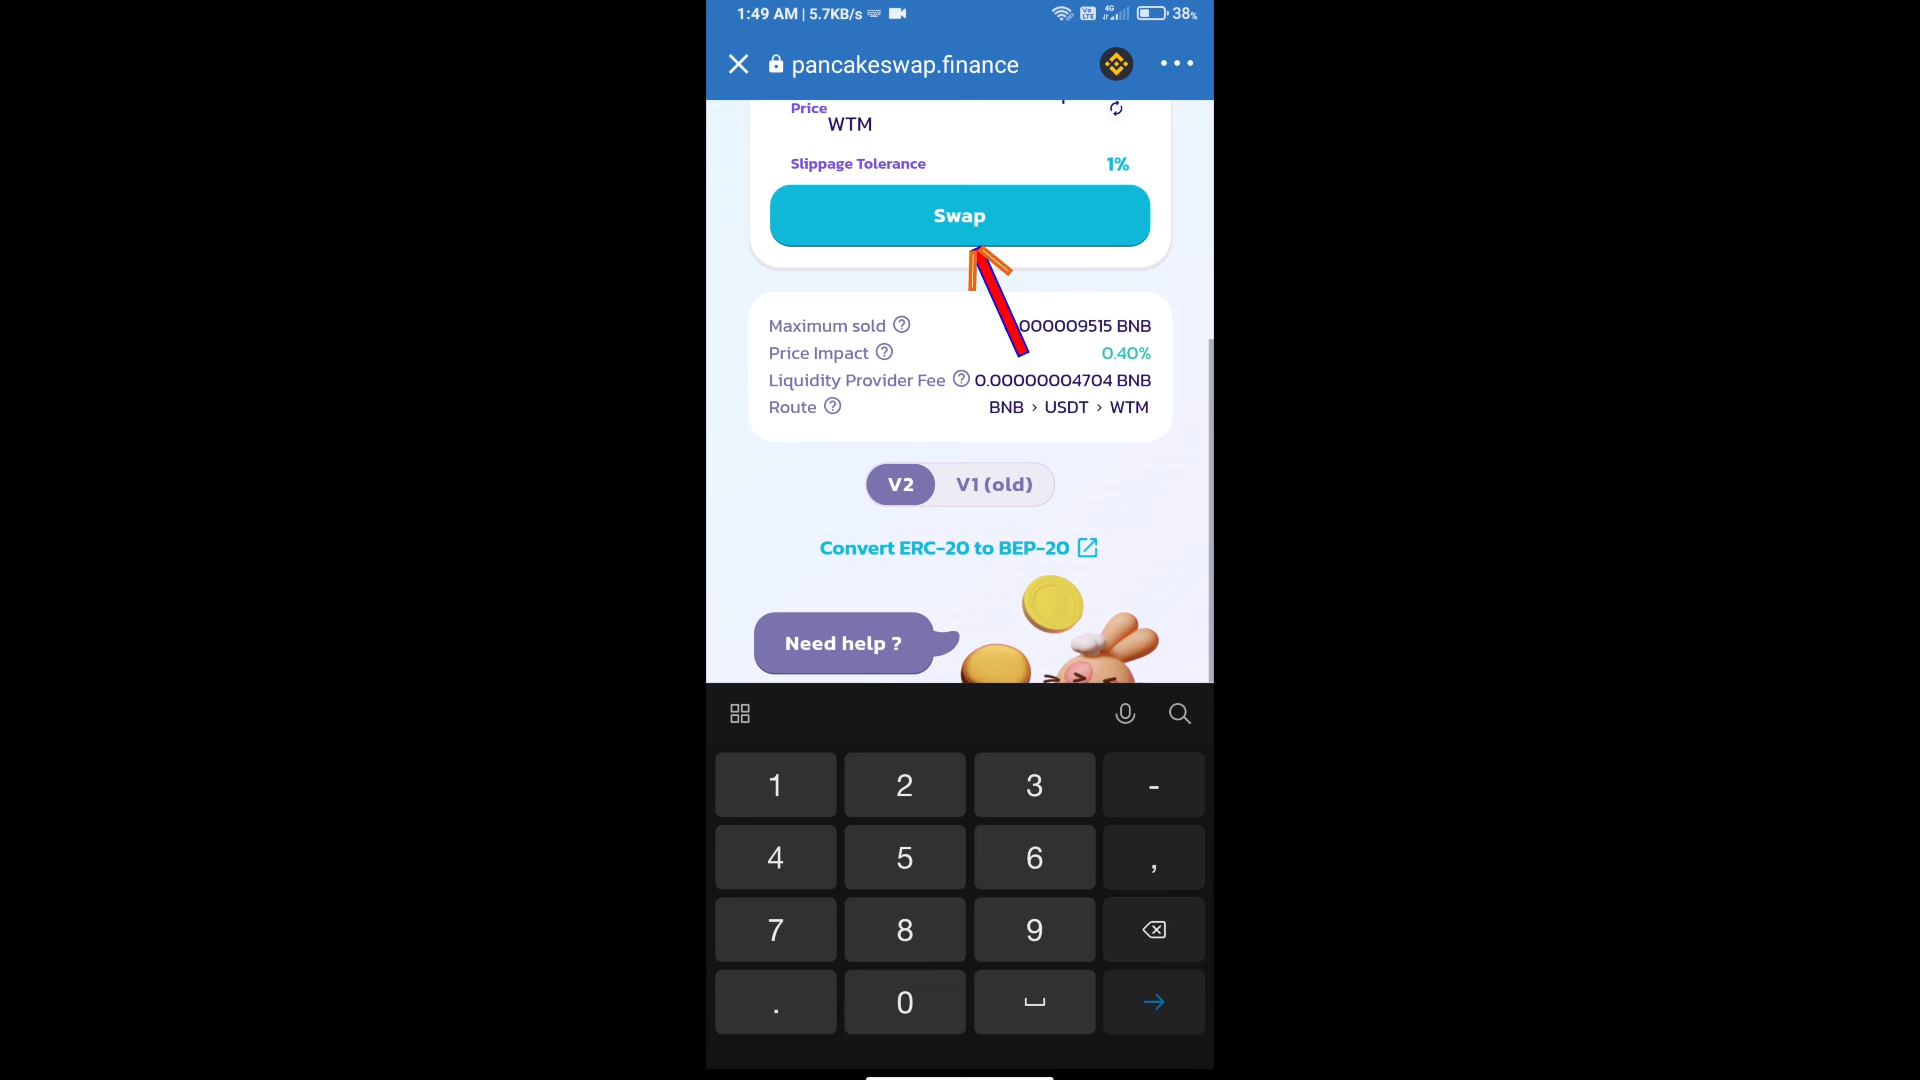 1:49 AM | 5.7KB/s 4G 38%
pancakeswap.finance
Price
WTM
Slippage Tolerance 1%
Swap
Maximum sold 000009515 BNB
Price Impact 0.40%
Liquidity Provider Fee 0.00000004704 BNB
Route BNB > USDT > WTM
V2 V1 (old)
Convert ERC-20 to BEP-20
Need help ?
1 2 3 -
4 5 6 ,
7 8 9
. 0